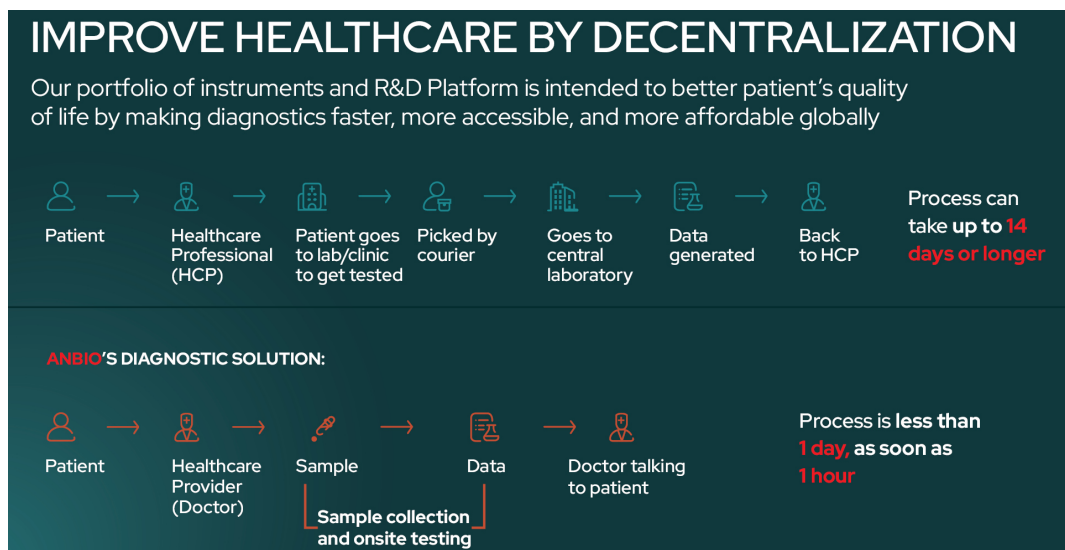 IMPROVE HEALTHCARE BY DECENTRALIZATION
Our portfolio of instruments and R&D Platform is intended to better patient's quality
of life by making diagnostics faster, more accessible, and more affordable globally
Patient
Healthcare
Professional
(HCP)
Patient goes
to lab/clinic
to get tested
Picked by
courier
Goes to
central
laboratory
Data
generated
Back
to HCP
Process can
take up to 14
days or longer
ANBIO'S DIAGNOSTIC SOLUTION:
Patient
Healthcare
Provider
(Doctor)
Sample
Data
Sample collection
and onsite testing
Doctor talking
to patient
Process is less than
1 day, as soon as
1 hour